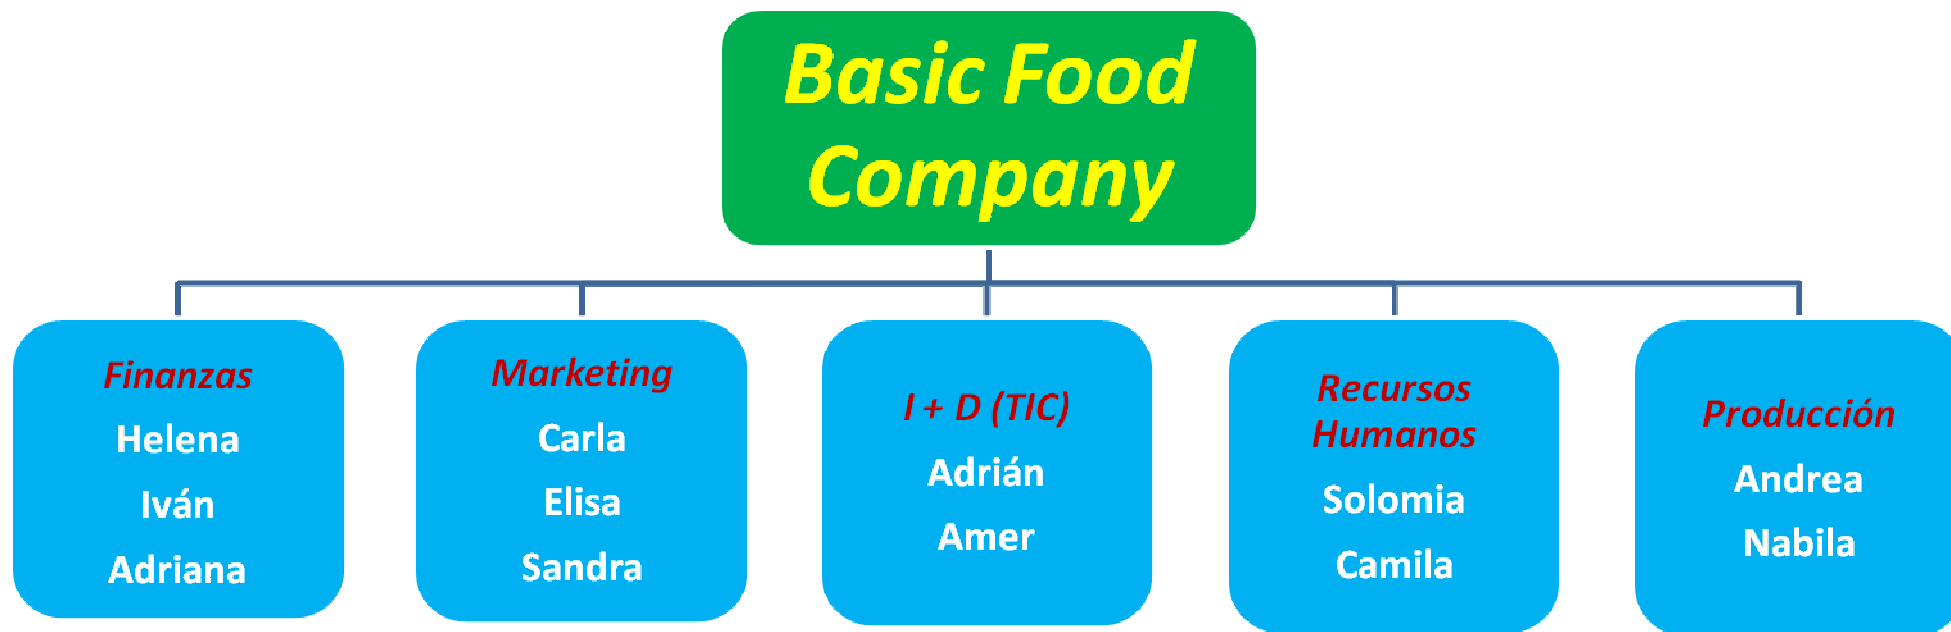 Basic Food
Company
Finanzas
Helena
Iván
Adriana
Marketing
Carla
Elisa
Sandra
I + D (TIC)
Adrián
Amer
Recursos
Humanos
Solomia
Camila
Producción
Andrea
Nabila